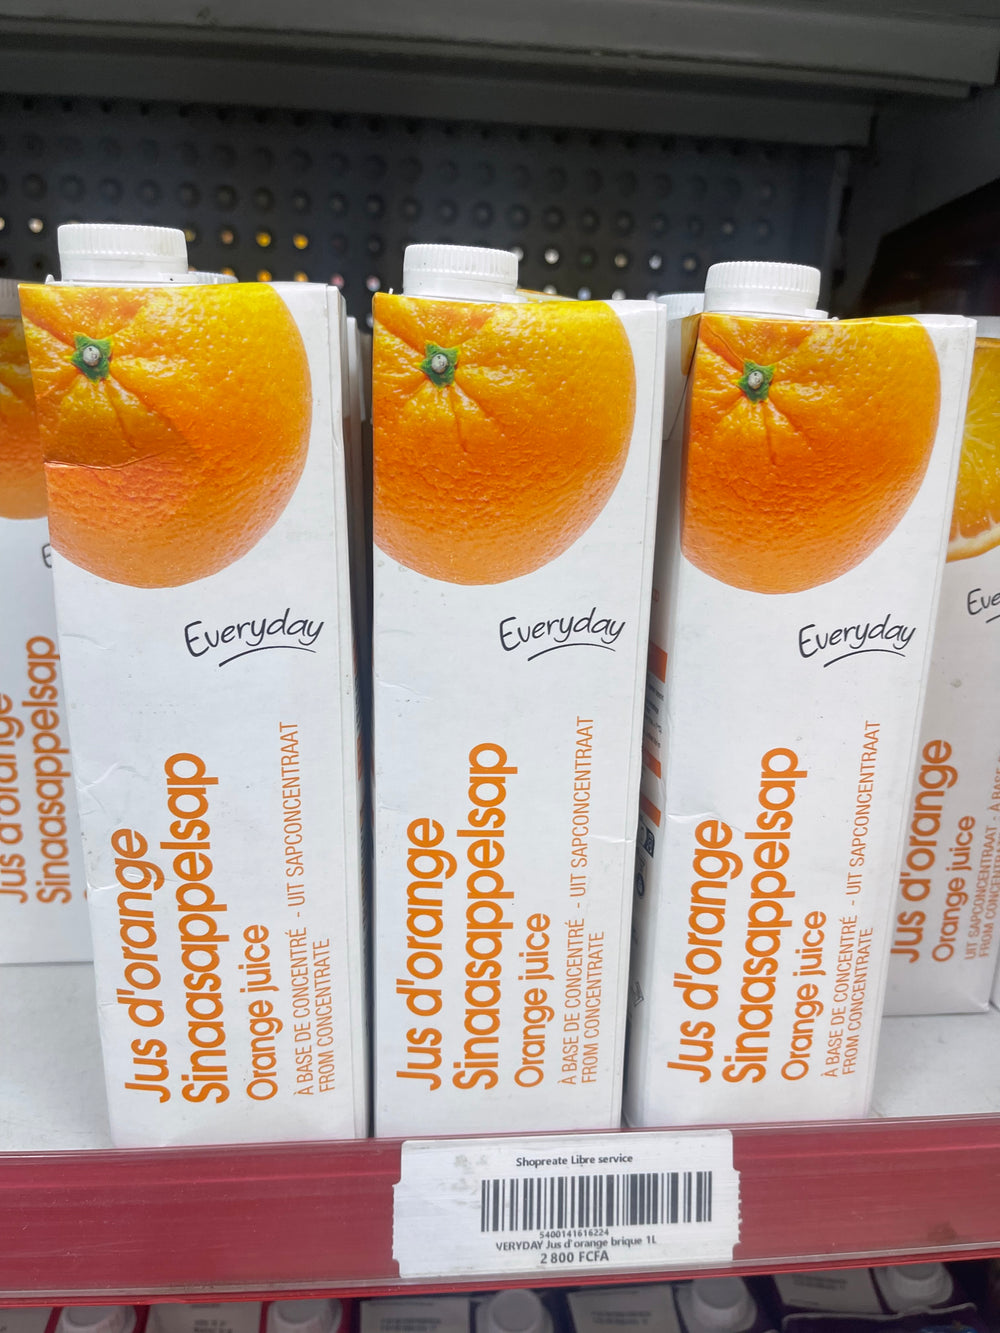 Everyday
Jus d'orange
Sinaasappelsap
Orange juice
À BASE DE CONCENTRÉ - UIT SAPCONCENTRAAT
FROM CONCENTRATE
Everyday
Jus d'orange
Sinaasappelsap
Orange juice
À BASE DE CONCENTRÉ - UIT SAPCONCENTRAAT
FROM CONCENTRATE
Everyday
Jus d'orange
Sinaasappelsap
Orange juice
À BASE DE CONCENTRÉ - UIT SAPCONCENTRAAT
FROM CONCENTRATE
Jus d'orange
Sinaasappelsap
Eve
Jus d'orange
Orange juice
UIT SAPCONCENTRAAT - À BASE
FROM CONCEN
Shopreate Libre service
5400141616224
VERYDAY Jus d'orange brique 1L
2 800 FCFA